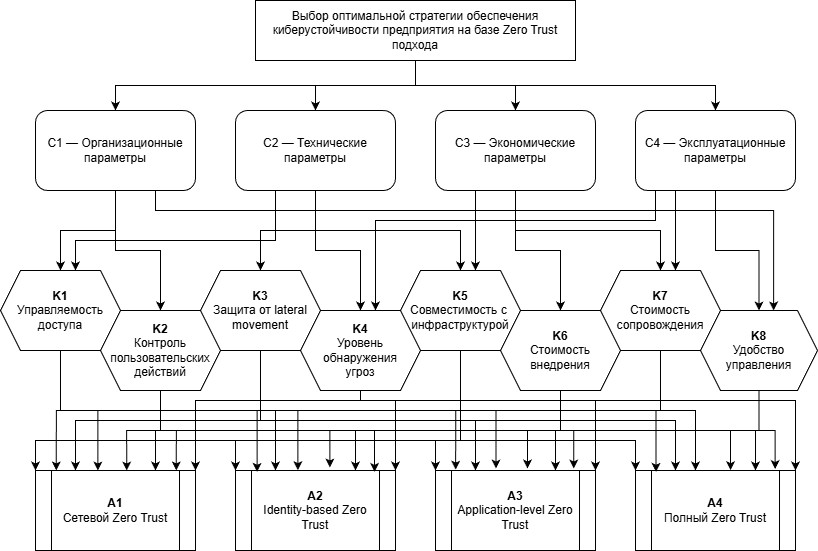 Выбор оптимальной стратегии обеспечения
киберустойчивости предприятия на базе Zero Trust
подхода
C1 — Организационные
параметры
C2 — Технические
параметры
C3 — Экономические
параметры
C4 — Эксплуатационные
параметры
K1
Управляемость
доступа
K2
Контроль
пользовательских
действий
K3
Защита от lateral
movement
K4
Уровень
обнаружения
угроз
K5
Совместимость с
инфраструктурой
K6
Стоимость
внедрения
K7
Стоимость
сопровождения
K8
Удобство
управления
A1
Сетевой Zero Trust
A2
Identity-based Zero
Trust
A3
Application-level Zero
Trust
A4
Полный Zero Trust